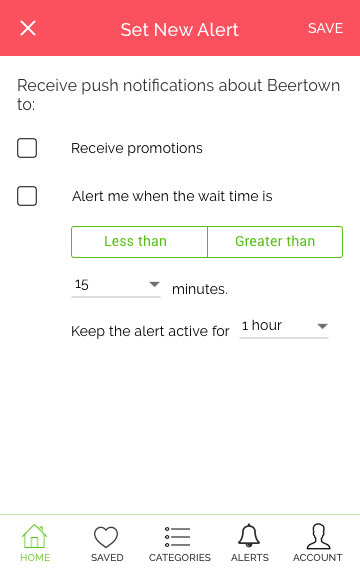 Set New Alert
SAVE
Receive push notifications about Beertown
to:
Receive promotions
Alert me when the wait time is
Less than
Greater than
15
minutes.
Keep the alert active for
1 hour
HOME
SAVED
CATEGORIES
ALERTS
ACCOUNT